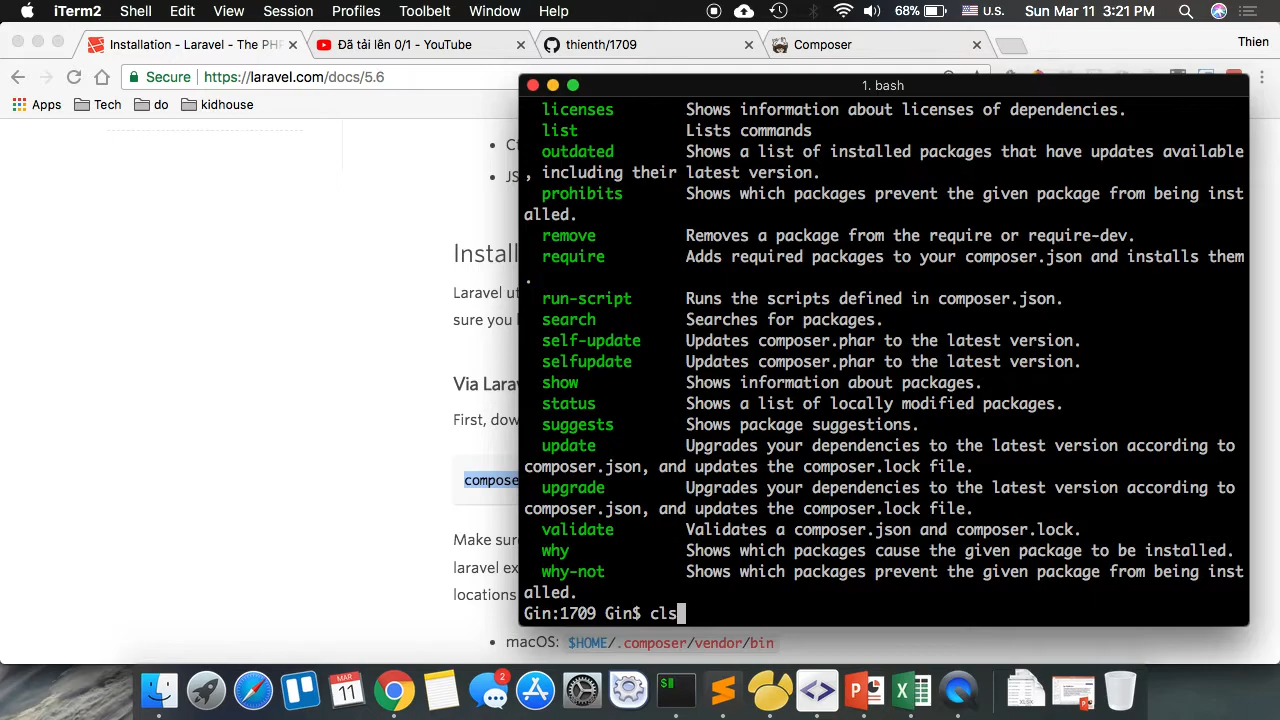 iTerm2 Shell Edit View Session Profiles Toolbelt Window Help 68% U.S. Sun Mar 11 3:21 PM
Installation - Laravel - The PH
Đã tải lên 0/1 - YouTube
thienth/1709
Composer
Thien
Secure https://laravel.com/docs/5.6
Apps Tech do kidhouse
1. bash
licenses Shows information about licenses of dependencies.
list Lists commands
outdated Shows a list of installed packages that have updates available
, including their latest version.
prohibits Shows which packages prevent the given package from being inst
alled.
remove Removes a package from the require or require-dev.
require Adds required packages to your composer.json and installs them
.
run-script Runs the scripts defined in composer.json.
search Searches for packages.
self-update Updates composer.phar to the latest version.
selfupdate Updates composer.phar to the latest version.
show Shows information about packages.
status Shows a list of locally modified packages.
suggests Shows package suggestions.
update Upgrades your dependencies to the latest version according to
composer.json, and updates the composer.lock file.
upgrade Upgrades your dependencies to the latest version according to
composer.json, and updates the composer.lock file.
validate Validates a composer.json and composer.lock.
why Shows which packages cause the given package to be installed.
why-not Shows which packages prevent the given package from being inst
alled.
Gin:1709 Gin$ cls
JS
Install
Laravel ut
sure you
Via Lara
First, dow
compose
Make sur
laravel ex
locations
macOS: $HOME/.composer/vendor/bin
MAR
11
2